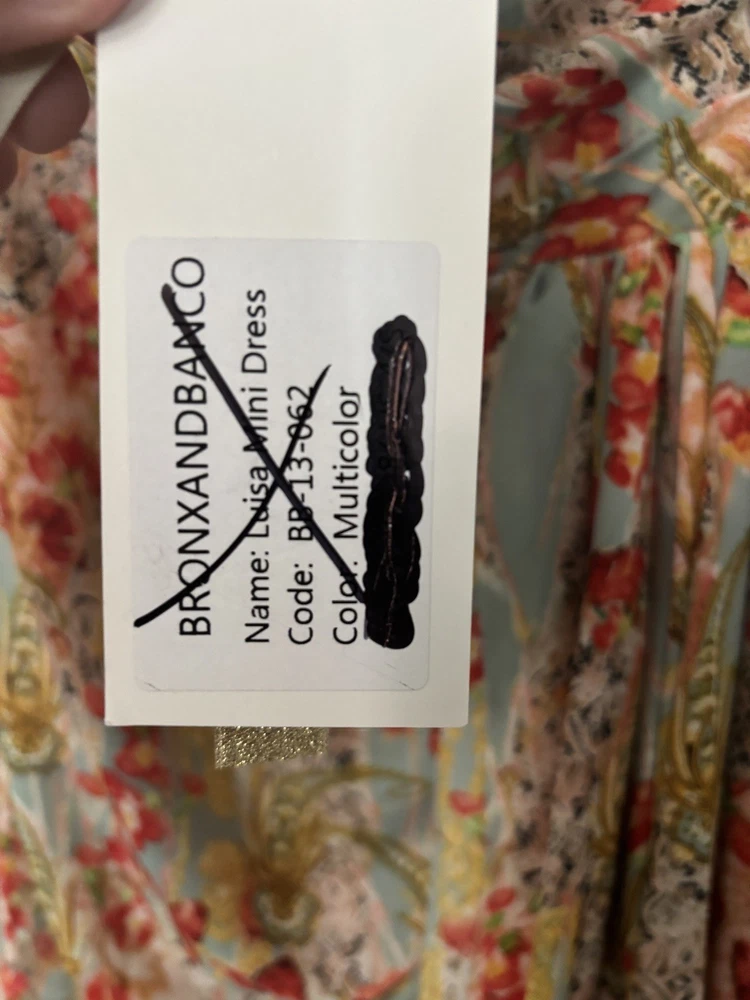 BRONXANDBANCO
Name: Luisa Mini Dress
Code: BB-13-062
Color: Multicolor